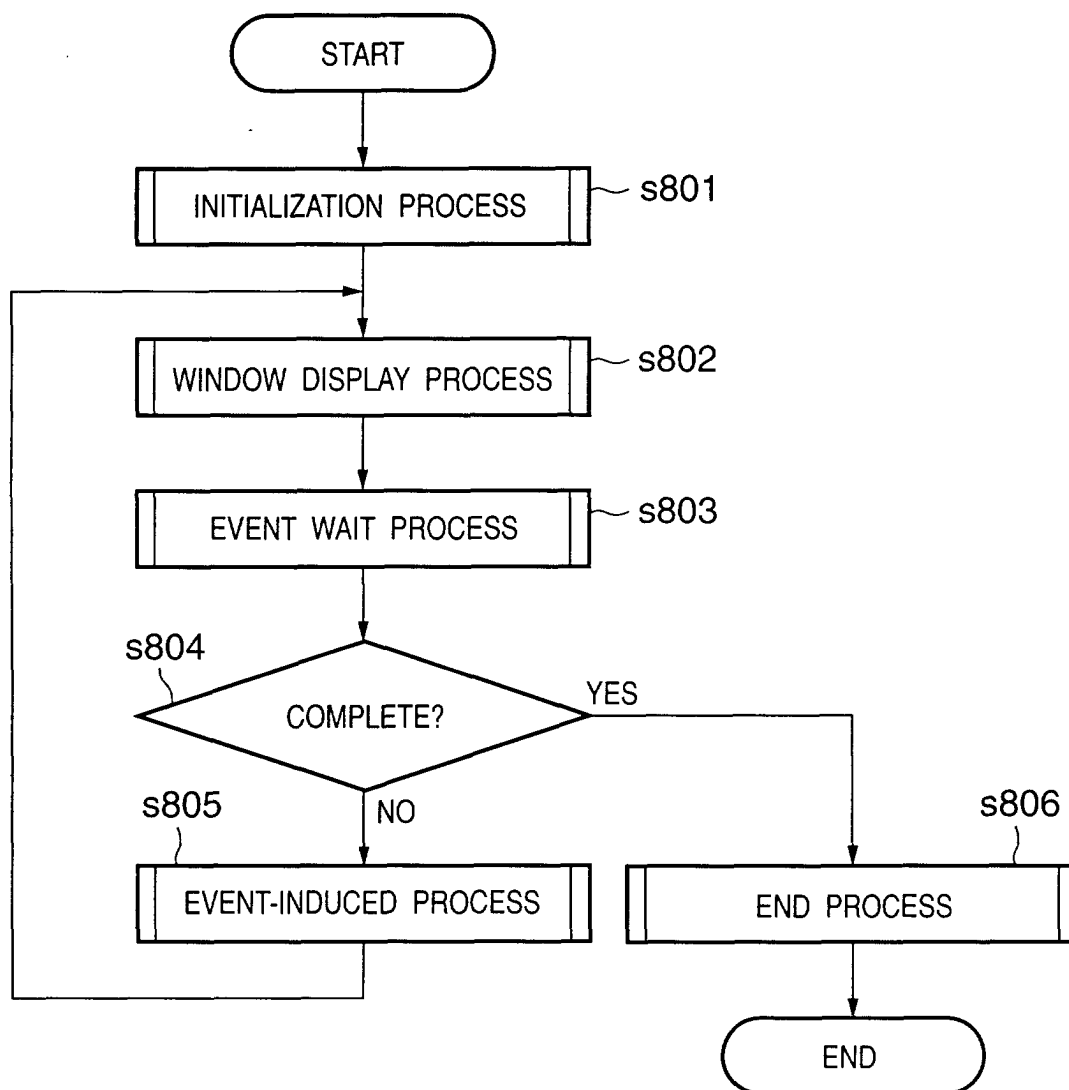 START
INITIALIZATION PROCESS
s801
WINDOW DISPLAY PROCESS
s802
EVENT WAIT PROCESS
s803
s804
COMPLETE?
YES
NO
s805
EVENT-INDUCED PROCESS
s806
END PROCESS
END